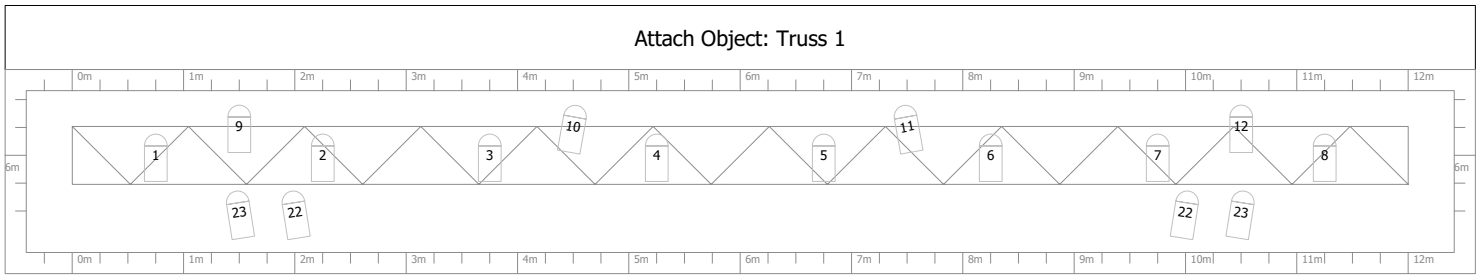 Attach Object: Truss 1
0m 1m 2m 3m 4m 5m 6m 7m 8m 9m 10m 11m 12m
9 10 11 12
1 2 3 4 5 6 7 8
6m 6m
23 22 22 23
0m 1m 2m 3m 4m 5m 6m 7m 8m 9m 10m 11m 12m